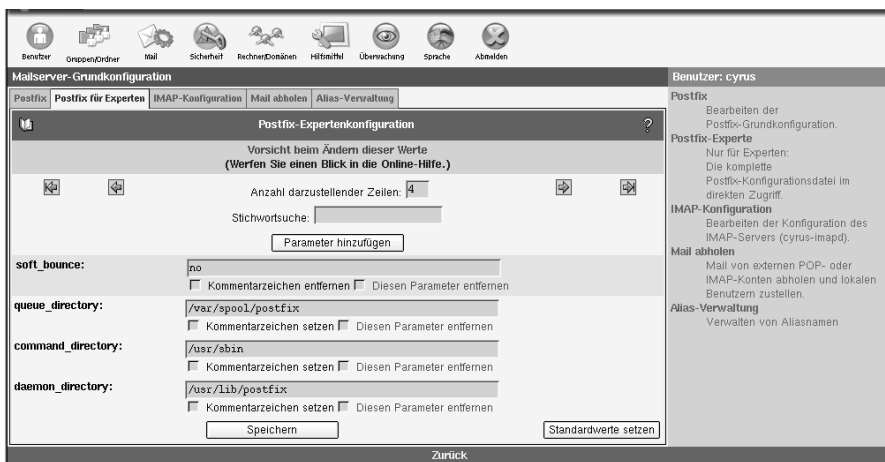 Benutzer Gruppen/Ordner Mail Sicherheit Rechner/Domänen Hilfsmittel Überwachung Sprache Abmelden
Mailserver-Grundkonfiguration
Postfix Postfix für Experten IMAP-Konfiguration Mail abholen Alias-Verwaltung
Postfix-Expertenkonfiguration ?
Vorsicht beim Ändern dieser Werte
(Werfen Sie einen Blick in die Online-Hilfe.)
Anzahl darzustellender Zeilen: 4
Stichwortsuche:
Parameter hinzufügen
soft_bounce: no
Kommentarzeichen entfernen Diesen Parameter entfernen
queue_directory: /var/spool/postfix
Kommentarzeichen setzen Diesen Parameter entfernen
command_directory: /usr/sbin
Kommentarzeichen setzen Diesen Parameter entfernen
daemon_directory: /usr/lib/postfix
Kommentarzeichen setzen Diesen Parameter entfernen
Speichern Standardwerte setzen
Benutzer: cyrus
Postfix
Bearbeiten der
Postfix-Grundkonfiguration.
Postfix-Experte
Nur für Experten:
Die komplette
Postfix-Konfigurationsdatei im
direkten Zugriff.
IMAP-Konfiguration
Bearbeiten der Konfiguration des
IMAP-Servers (cyrus-imapd).
Mail abholen
Mail von externen POP- oder
IMAP-Konten abholen und lokalen
Benutzern zustellen.
Alias-Verwaltung
Verwalten von Aliasnamen
Zurück